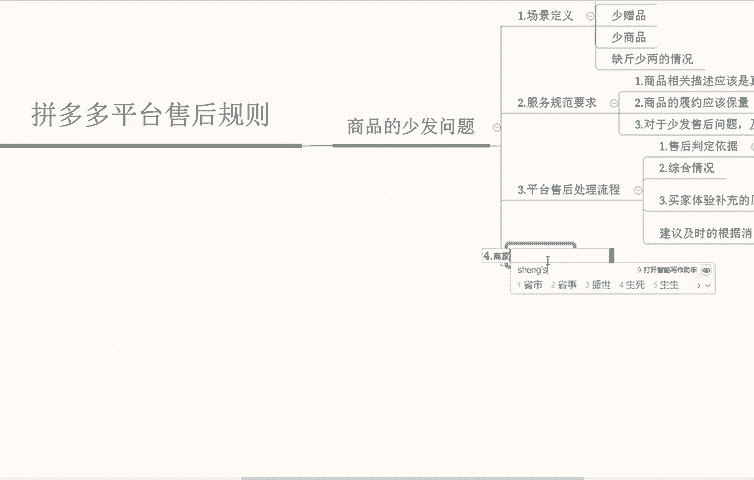 拼多多平台售后规则
商品的少发问题
1.场景定义
少赠品
少商品
缺斤少两的情况
2.服务规范要求
1.商品相关描述应该是
2.商品的履约应该保量
3.对于少发售后问题，
3.平台售后处理流程
1.售后判定依据
2.综合情况
3.买家体验补充的
建议及时的根据消
4.商家
sheng's
9 打开智能写作助手
1 省市 2 省事 3 盛世 4 生死 5 生生